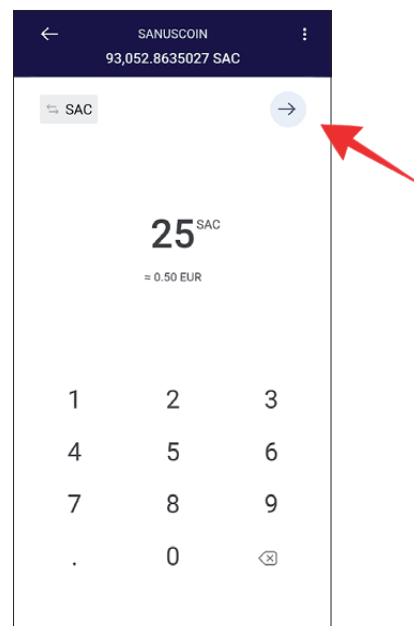 SANUSCOIN
93,052.8635027 SAC
SAC
25 SAC
≈ 0.50 EUR
1 2 3
4 5 6
7 8 9
. 0